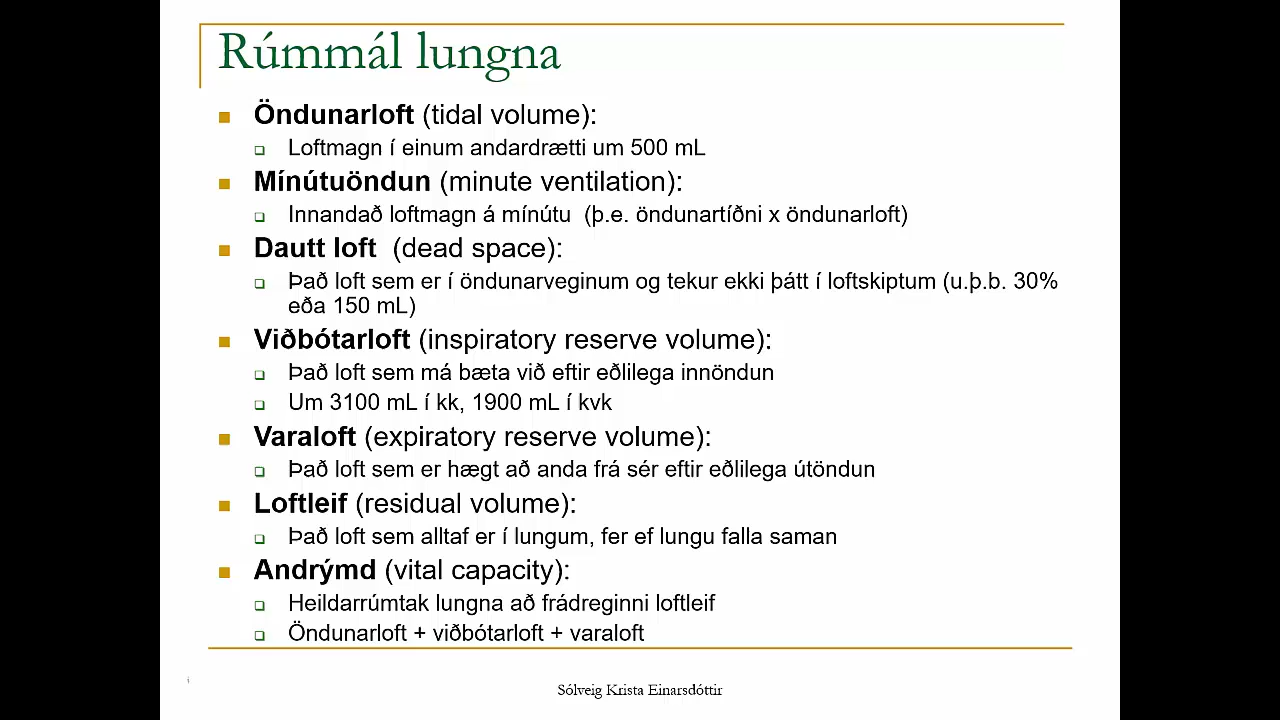 Rúmmál lungna
Öndunarloft (tidal volume):
Loftmagn í einum andardrætti um 500 mL
Mínútuöndun (minute ventilation):
Innandað loftmagn á mínútu (þ.e. öndunartíðni x öndunarloft)
Dautt loft (dead space):
Það loft sem er í öndunarveginum og tekur ekki þátt í loftskiptum (u.þ.b. 30%
eða 150 mL)
Viðbótarloft (inspiratory reserve volume):
Það loft sem má bæta við eftir eðlilega innöndun
Um 3100 mL í kk, 1900 mL í kvk
Varaloft (expiratory reserve volume):
Það loft sem er hægt að anda frá sér eftir eðlilega útöndun
Loftleif (residual volume):
Það loft sem alltaf er í lungum, fer ef lungu falla saman
Andrýmd (vital capacity):
Heildarrúmtak lungna að frádreginni loftleif
Öndunarloft + viðbótarloft + varaloft
Sólveig Krista Einarsdóttir